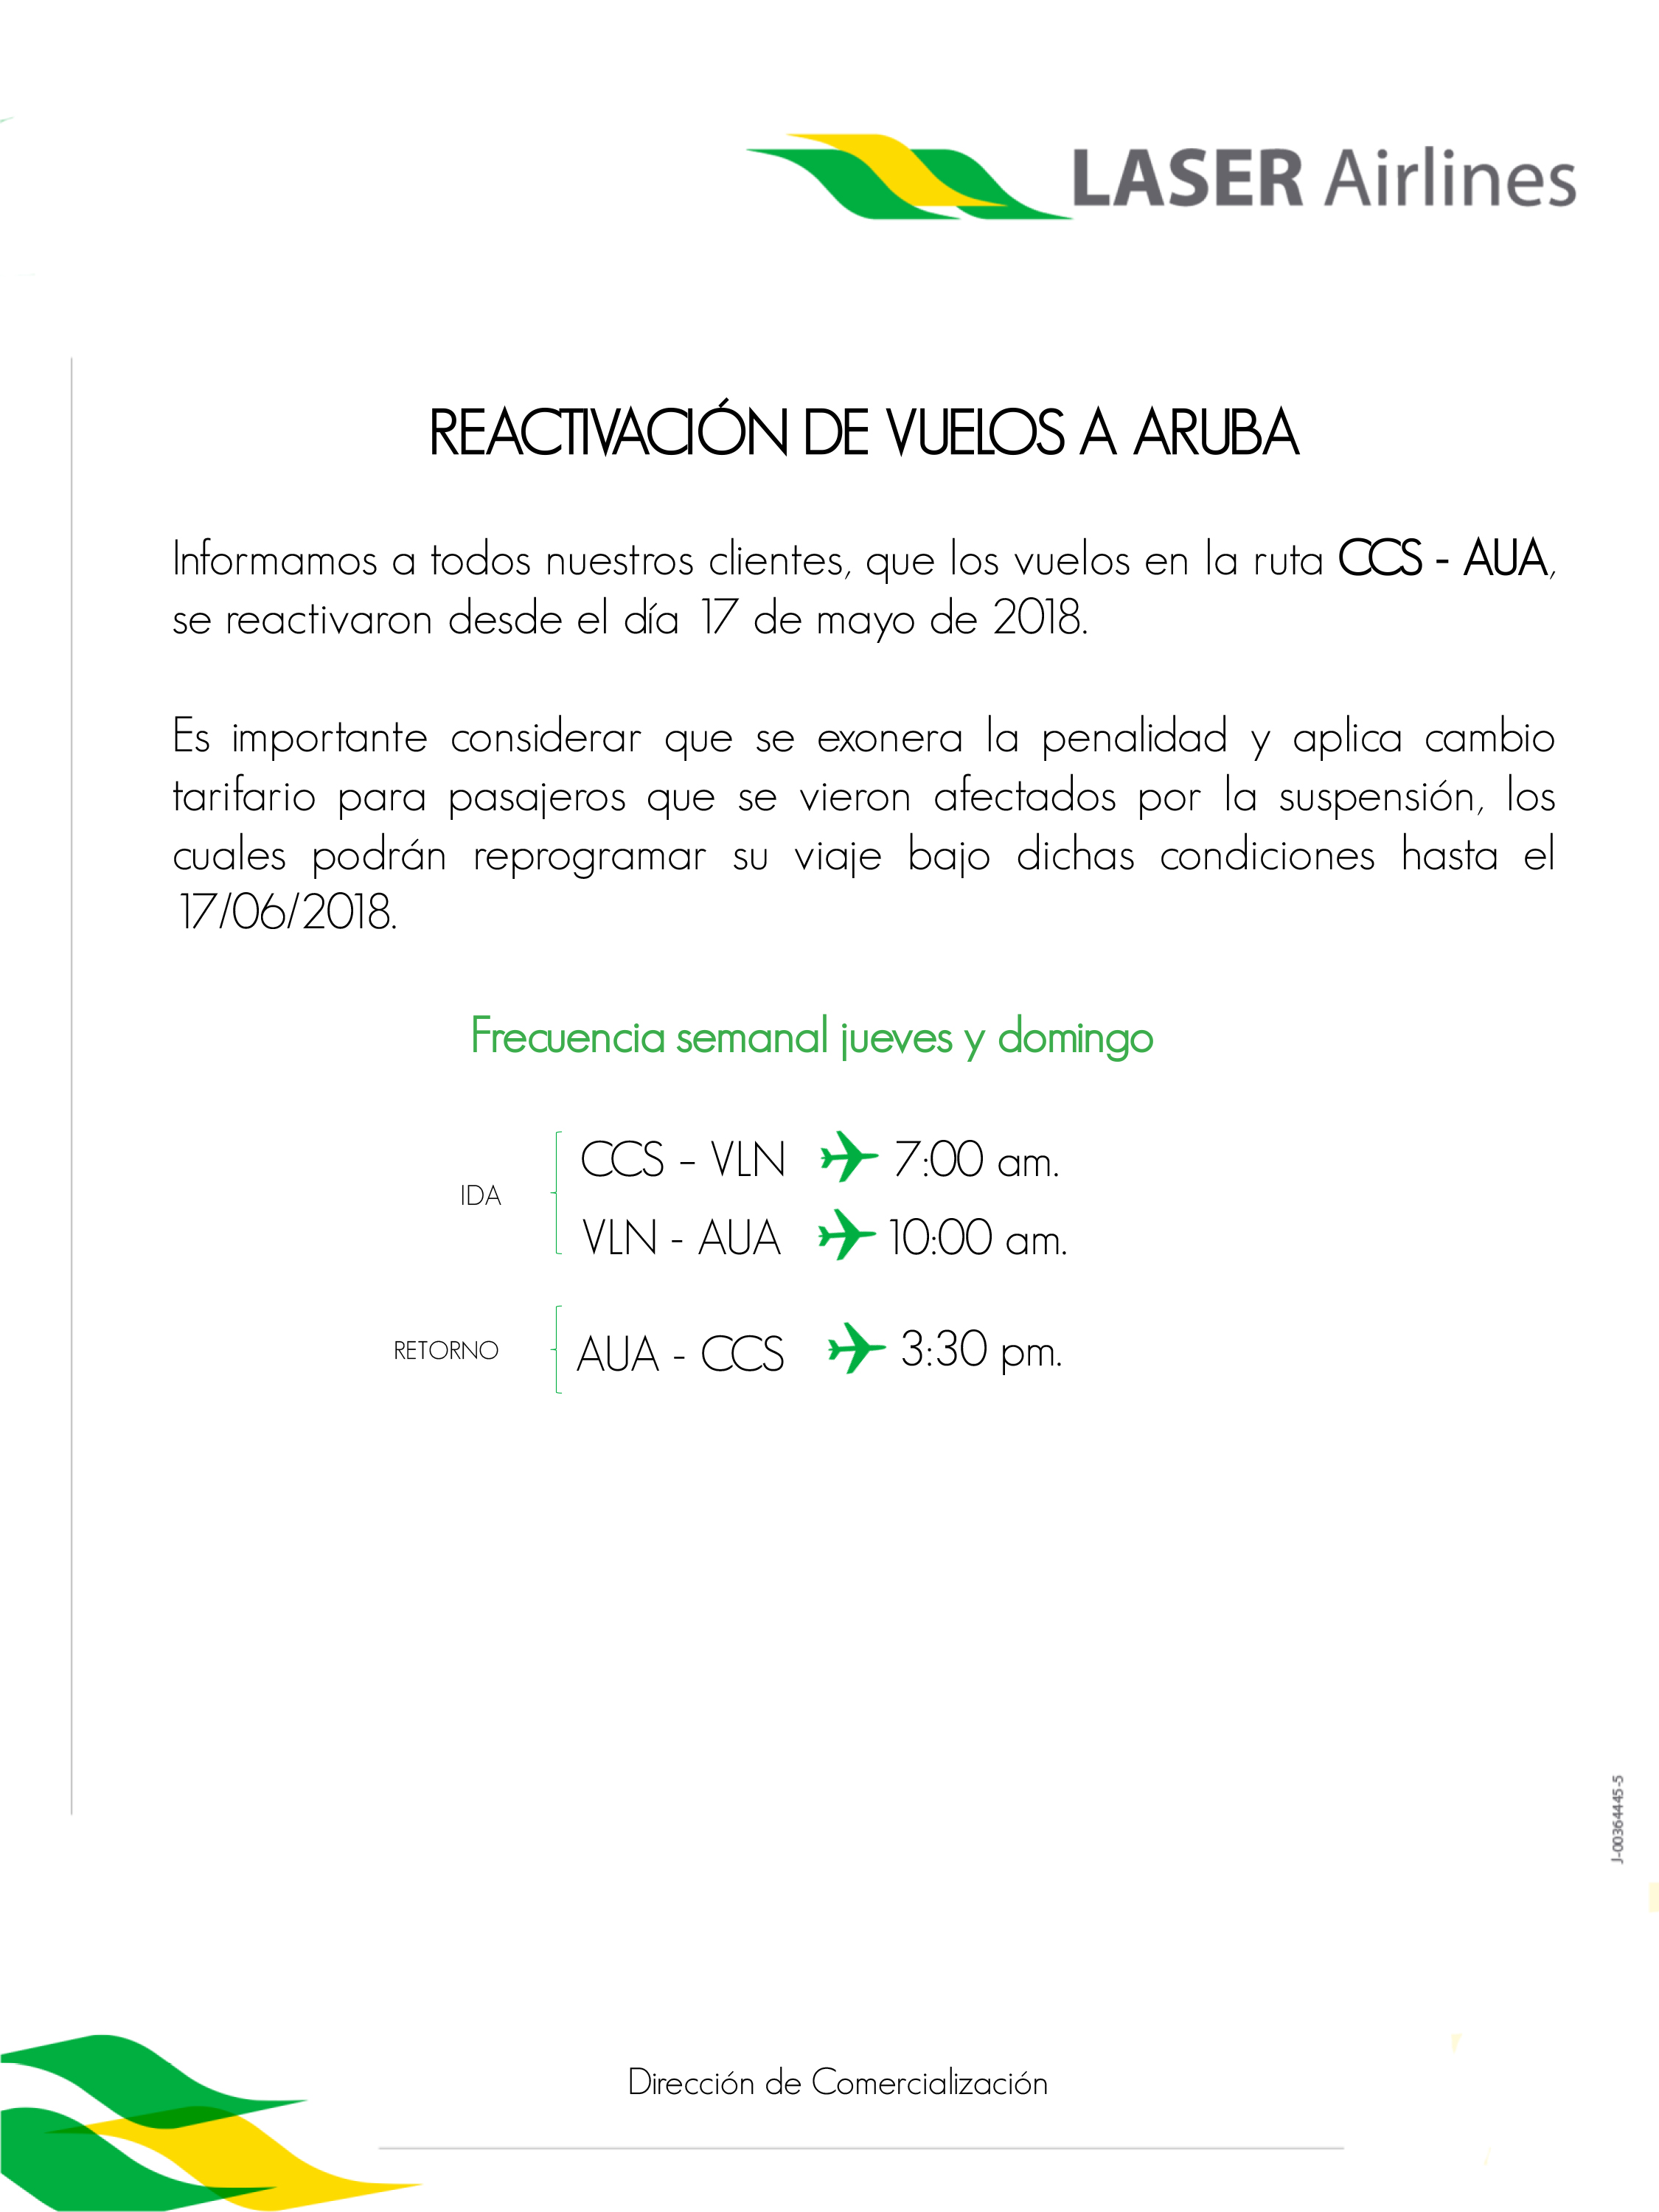 LASER Airlines
REACTIVACIÓN DE VUELOS A ARUBA
Informamos a todos nuestros clientes, que los vuelos en la ruta CCS - AUA,
se reactivaron desde el día 17 de mayo de 2018.
Es importante considerar que se exonera la penalidad y aplica cambio
tarifario para pasajeros que se vieron afectados por la suspensión, los
cuales podrán reprogramar su viaje bajo dichas condiciones hasta el
17/06/2018.
Frecuencia semanal jueves y domingo
IDA
CCS – VLN 7:00 am.
VLN - AUA 10:00 am.
RETORNO
AUA - CCS 3:30 pm.
J-00364445-5
Dirección de Comercialización